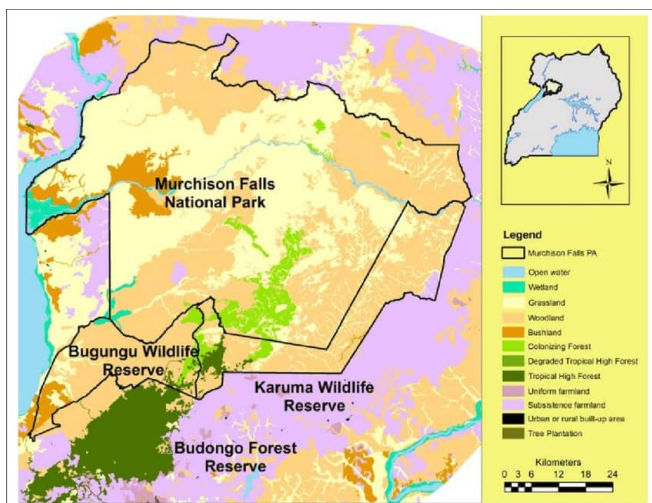 Murchison Falls
National Park
Bugungu Wildlife
Reserve
Karuma Wildlife
Reserve
Budongo Forest
Reserve
N
Legend
Murchison Falls PA
Open water
Wetland
Grassland
Woodland
Bushland
Colonizing Forest
Degraded Tropical High Forest
Tropical High Forest
Uniform farmland
Subsistence farmland
Urban or rural built-up area
Tree Plantation
Kilometers
0 3 6 12 18 24